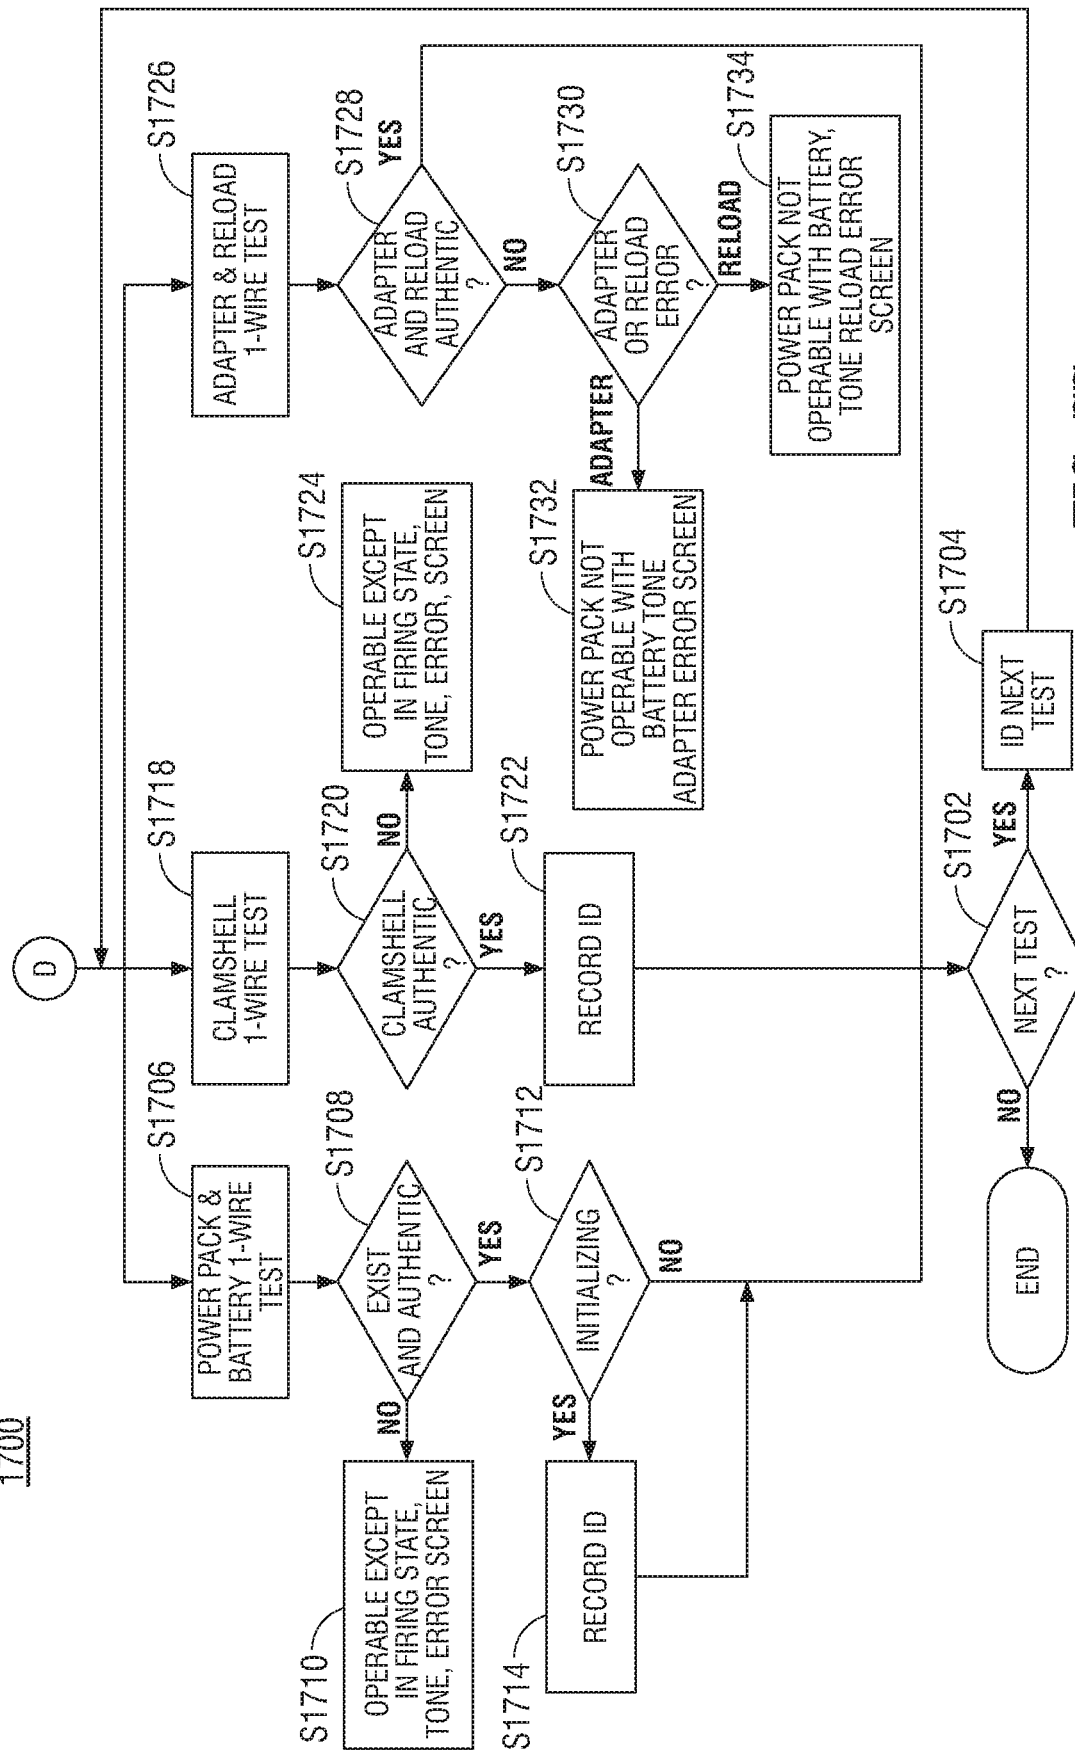 1700
D
S1706
POWER PACK &
BATTERY 1-WIRE
TEST
S1718
CLAMSHELL
1-WIRE TEST
S1726
ADAPTER & RELOAD
1-WIRE TEST
S1708
EXIST
AND AUTHENTIC
?
NO
YES
S1710
OPERABLE EXCEPT
IN FIRING STATE,
TONE, ERROR SCREEN
S1712
INITIALIZING
?
YES
NO
S1714
RECORD ID
S1720
CLAMSHELL
AUTHENTIC
?
NO
YES
S1724
OPERABLE EXCEPT
IN FIRING STATE,
TONE, ERROR, SCREEN
S1722
RECORD ID
S1728
ADAPTER
AND RELOAD
AUTHENTIC
?
YES
NO
S1730
ADAPTER
OR RELOAD
ERROR
?
ADAPTER
RELOAD
S1732
POWER PACK NOT
OPERABLE WITH
BATTERY TONE
ADAPTER ERROR SCREEN
S1734
POWER PACK NOT
OPERABLE WITH BATTERY,
TONE RELOAD ERROR
SCREEN
S1702
NEXT TEST
?
NO
YES
END
S1704
ID NEXT
TEST